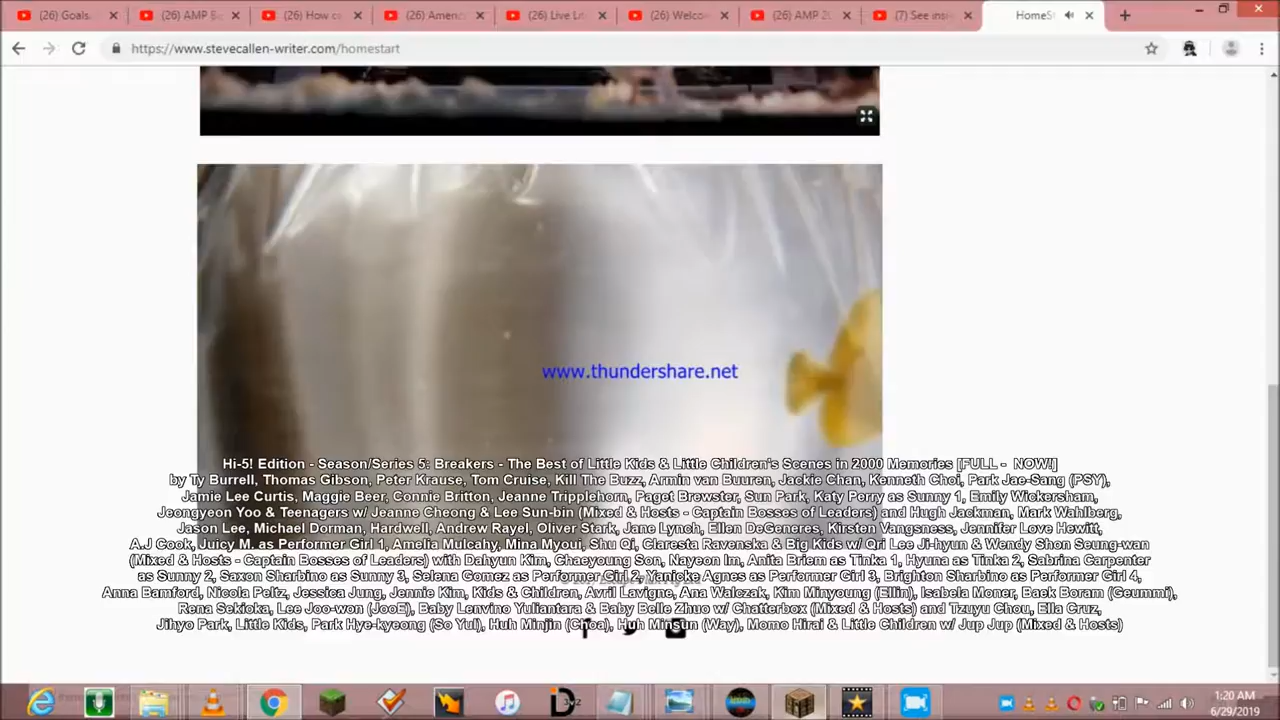 (26) Goals
(26) AMP
(26) How c
(26) Americ
(26) Live Li
(26) Welco
(26) AMP 20
(7) See insi
HomeSt
https://www.stevecallen-writer.com/homestart
www.thundershare.net
Hi-5! Edition - Season/Series 5: Breakers - The Best of Little Kids & Little Children's Scenes in 2000 Memories [FULL - NOW!]
by Ty Burrell, Thomas Gibson, Peter Krause, Tom Cruise, Kill The Buzz, Armin van Buuren, Jackie Chan, Kenneth Choi, Park Jae-Sang (PSY),
Jamie Lee Curtis, Maggie Beer, Connie Britton, Jeanne Tripplehorn, Paget Brewster, Sun Park, Katy Perry as Sunny 1, Emily Wickersham,
Jeongyeon Yoo & Teenagers w/ Jeanne Cheong & Lee Sun-bin (Mixed & Hosts - Captain Bosses of Leaders) and Hugh Jackman, Mark Wahlberg,
Jason Lee, Michael Dorman, Hardwell, Andrew Rayel, Oliver Stark, Jane Lynch, Ellen DeGeneres, Kirsten Vangsness, Jennifer Love Hewitt,
A.J Cook, Juicy M. as Performer Girl 1, Amelia Mulcahy, Mina Myoui, Shu Qi, Claresta Ravenska & Big Kids w/ Qri Lee Ji-hyun & Wendy Shon Seung-wan
(Mixed & Hosts - Captain Bosses of Leaders) with Dahyun Kim, Chaeyoung Son, Nayeon Im, Anita Briem as Tinka 1, Hyuna as Tinka 2, Sabrina Carpenter
as Sunny 2, Saxon Sharbino as Sunny 3, Selena Gomez as Performer Girl 2, Yanicke Agnes as Performer Girl 3, Brighton Sharbino as Performer Girl 4,
Anna Bamford, Nicola Peltz, Jessica Jung, Jennie Kim, Kids & Children, Avril Lavigne, Ana Walczak, Kim Minyoung (Ellin), Isabela Moner, Baek Boram (Geummi),
Rena Sekioka, Lee Joo-won (JooE), Baby Lenvino Yuliantara & Baby Belle Zhuo w/ Chatterbox (Mixed & Hosts) and Tzuyu Chou, Ella Cruz,
Jihyo Park, Little Kids, Park Hye-kyeong (So Yul), Huh Minjin (Choa), Huh Minsun (Way), Momo Hirai & Little Children w/ Jup Jup (Mixed & Hosts)
1:20 AM
6/29/2019